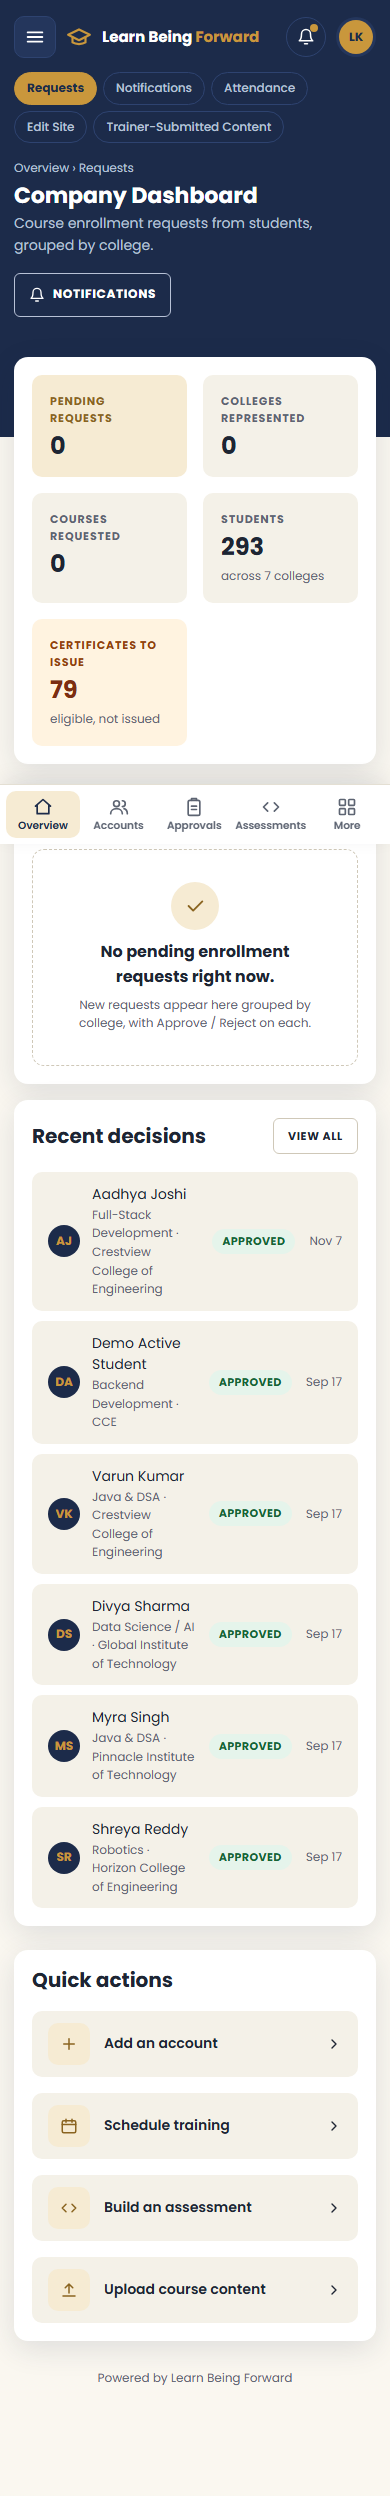 Learn Being Forward
LK
Requests
Notifications
Attendance
Edit Site
Trainer-Submitted Content
Overview › Requests
Company Dashboard
Course enrollment requests from students,
grouped by college.
NOTIFICATIONS
PENDING
REQUESTS
0
COLLEGES
REPRESENTED
0
COURSES
REQUESTED
0
STUDENTS
293
across 7 colleges
CERTIFICATES TO
ISSUE
79
eligible, not issued
Overview
Accounts
Approvals
Assessments
More
No pending enrollment
requests right now.
New requests appear here grouped by
college, with Approve / Reject on each.
Recent decisions
VIEW ALL
AJ
Aadhya Joshi
Full-Stack
Development ·
Crestview
College of
Engineering
APPROVED
Nov 7
DA
Demo Active
Student
Backend
Development ·
CCE
APPROVED
Sep 17
VK
Varun Kumar
Java & DSA ·
Crestview
College of
Engineering
APPROVED
Sep 17
DS
Divya Sharma
Data Science / AI
· Global Institute
of Technology
APPROVED
Sep 17
MS
Myra Singh
Java & DSA ·
Pinnacle Institute
of Technology
APPROVED
Sep 17
SR
Shreya Reddy
Robotics ·
Horizon College
of Engineering
APPROVED
Sep 17
Quick actions
Add an account
Schedule training
Build an assessment
Upload course content
Powered by Learn Being Forward